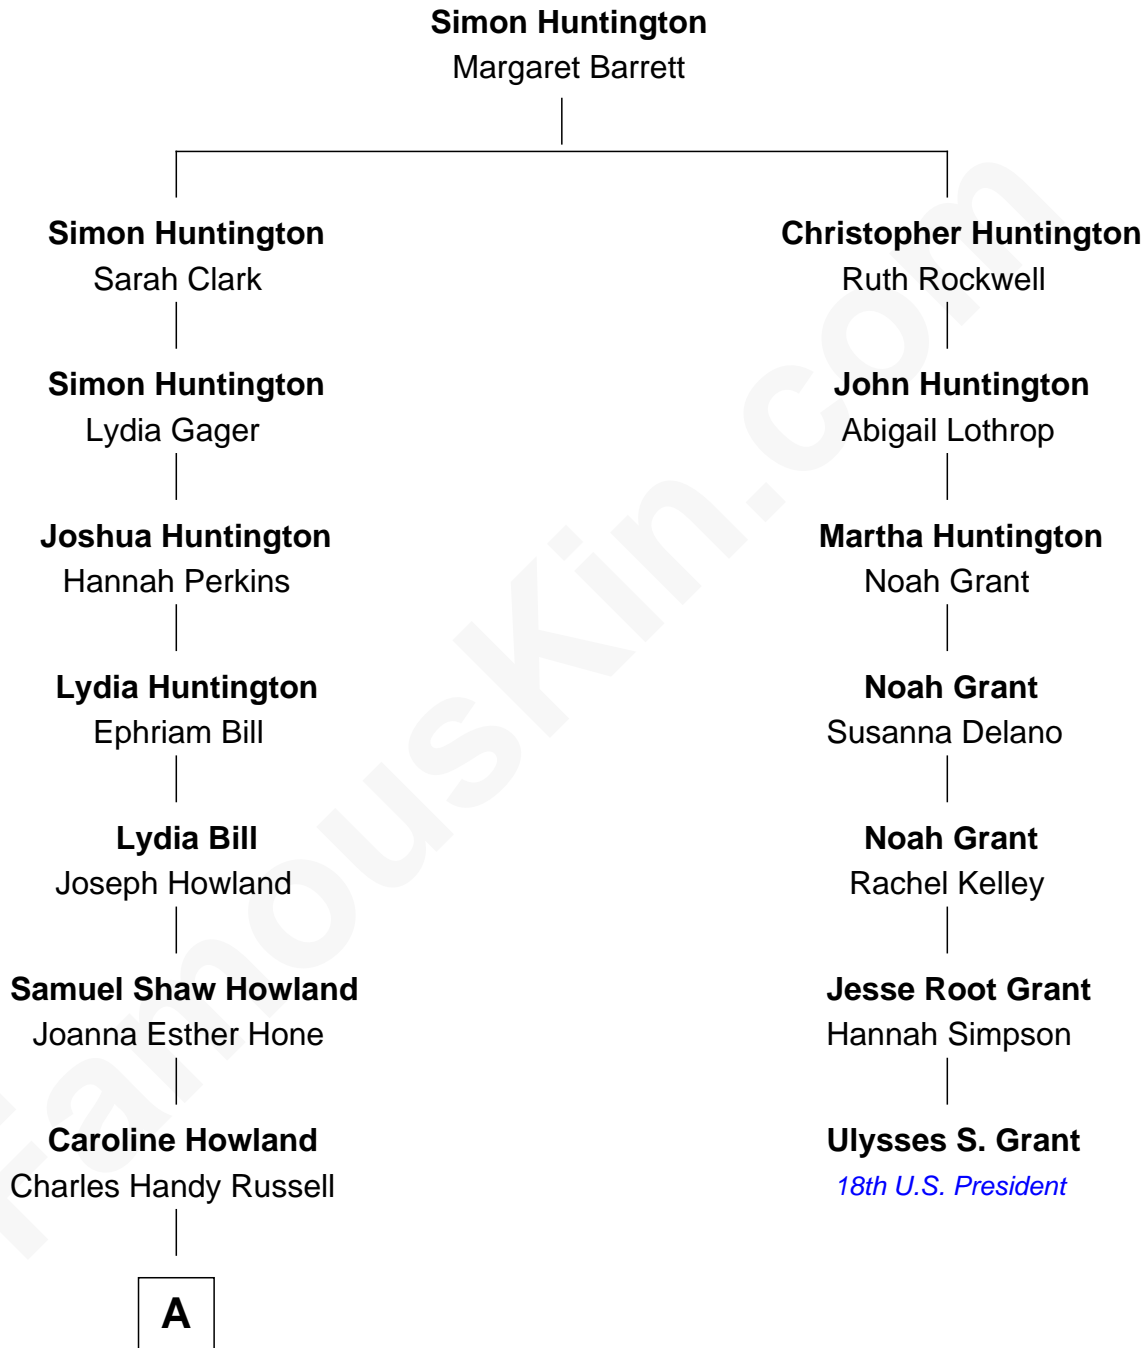 Simon Huntington
Margaret Barrett
Simon Huntington
Sarah Clark
Christopher Huntington
Ruth Rockwell
Simon Huntington
Lydia Gager
John Huntington
Abigail Lothrop
Joshua Huntington
Hannah Perkins
Martha Huntington
Noah Grant
Lydia Huntington
Ephriam Bill
Noah Grant
Susanna Delano
Lydia Bill
Joseph Howland
Noah Grant
Rachel Kelley
Samuel Shaw Howland
Joanna Esther Hone
Jesse Root Grant
Hannah Simpson
Caroline Howland
Charles Handy Russell
Ulysses S. Grant
18th U.S. President
A
FamousKin.com